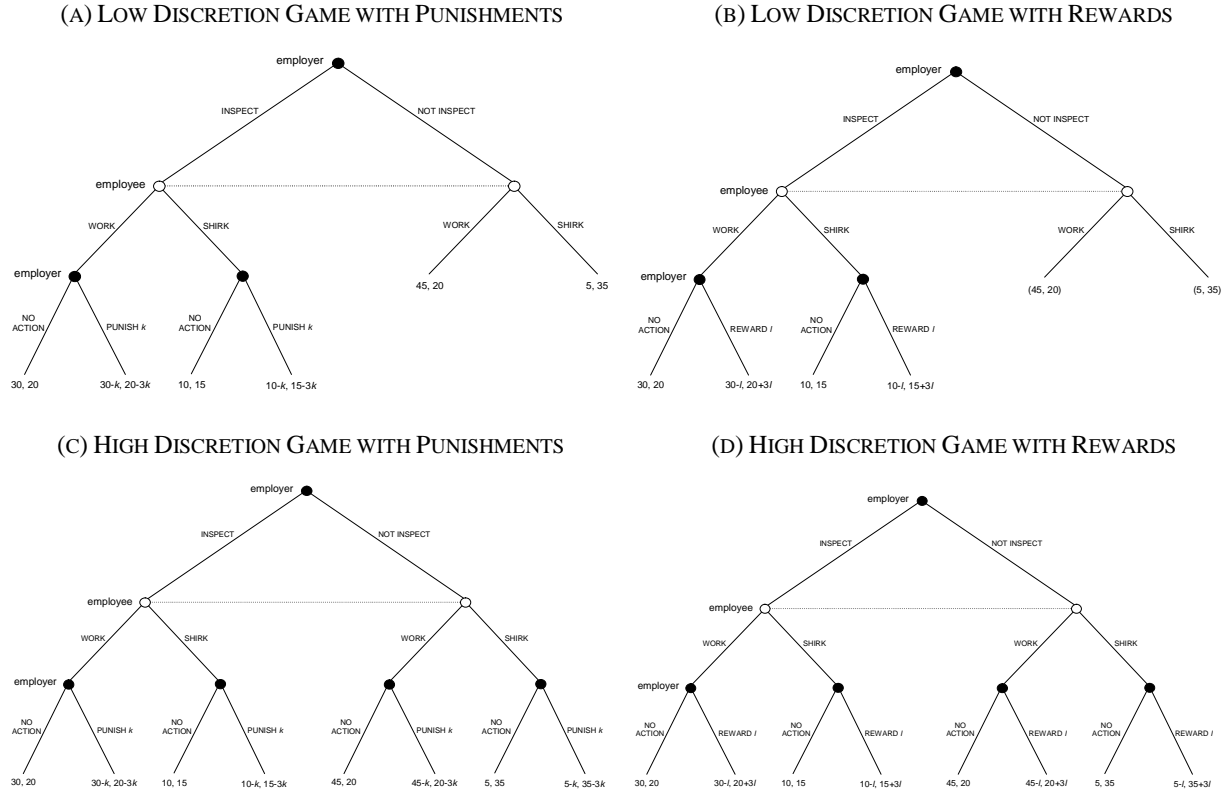 (A) LOW DISCRETION GAME WITH PUNISHMENTS
employer
INSPECT
NOT INSPECT
employee
WORK
SHIRK
WORK
SHIRK
employer
45, 20
5, 35
NO
ACTION
PUNISH k
NO
ACTION
PUNISH k
30, 20
30-k, 20-3k
10, 15
10-k, 15-3k
(B) LOW DISCRETION GAME WITH REWARDS
employer
INSPECT
NOT INSPECT
employee
WORK
SHIRK
WORK
SHIRK
employer
(45, 20)
(5, 35)
NO
ACTION
REWARD l
NO
ACTION
REWARD l
30, 20
30-l, 20+3l
10, 15
10-l, 15+3l
(C) HIGH DISCRETION GAME WITH PUNISHMENTS
employer
INSPECT
NOT INSPECT
employee
WORK
SHIRK
WORK
SHIRK
employer
NO
ACTION
PUNISH k
NO
ACTION
PUNISH k
NO
ACTION
PUNISH k
NO
ACTION
PUNISH k
30, 20
30-k, 20-3k
10, 15
10-k, 15-3k
45, 20
45-k, 20-3k
5, 35
5-k, 35-3k
(D) HIGH DISCRETION GAME WITH REWARDS
employer
INSPECT
NOT INSPECT
employee
WORK
SHIRK
WORK
SHIRK
employer
NO
ACTION
REWARD l
NO
ACTION
REWARD l
NO
ACTION
REWARD l
NO
ACTION
REWARD l
30, 20
30-l, 20+3l
10, 15
10-l, 15+3l
45, 20
45-l, 20+3l
5, 35
5-l, 35+3l